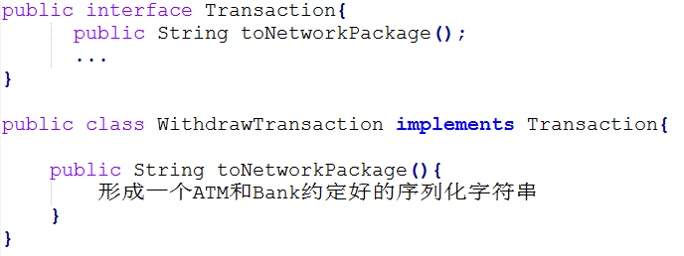 public interface Transaction{
public String toNetworkPackage();
...
}
public class WithdrawTransaction implements Transaction{
public String toNetworkPackage(){
形成一个ATM和Bank约定好的序列化字符串
}
}